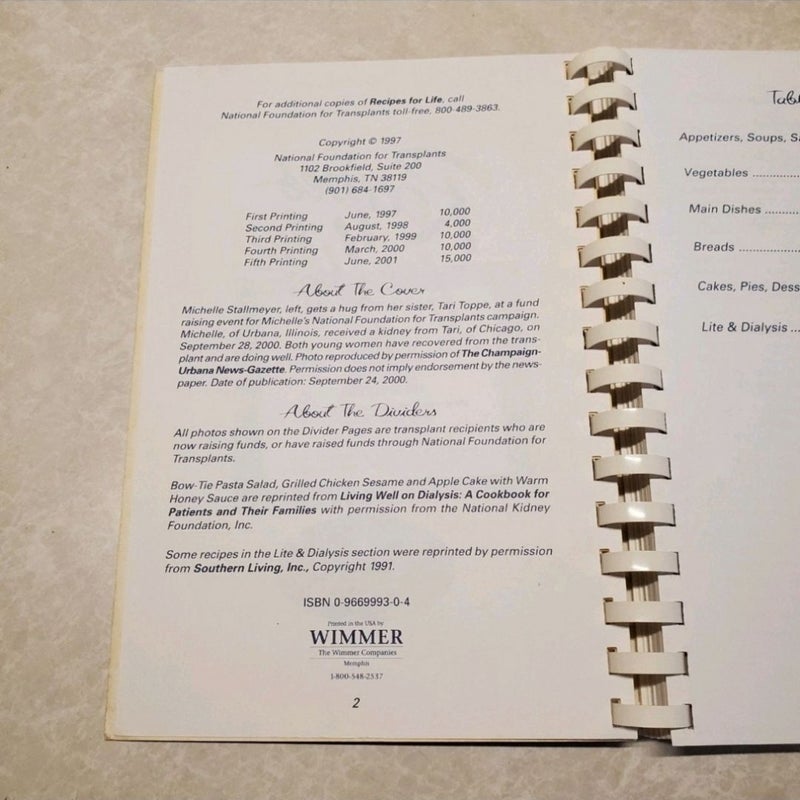 For additional copies of Recipes for Life, call
National Foundation for Transplants toll-free, 800-489-3863.
Copyright © 1997
National Foundation for Transplants
1102 Brookfield, Suite 200
Memphis, TN 38119
(901) 684-1697
First Printing June, 1997 10,000
Second Printing August, 1998 4,000
Third Printing February, 1999 10,000
Fourth Printing March, 2000 10,000
Fifth Printing June, 2001 15,000
About The Cover
Michelle Stallmeyer, left, gets a hug from her sister, Tari Toppe, at a fund
raising event for Michelle's National Foundation for Transplants campaign.
Michelle, of Urbana, Illinois, received a kidney from Tari, of Chicago, on
September 28, 2000. Both young women have recovered from the trans-
plant and are doing well. Photo reproduced by permission of The Champaign-
Urbana News-Gazette. Permission does not imply endorsement by the news-
paper. Date of publication: September 24, 2000.
About The Dividers
All photos shown on the Divider Pages are transplant recipients who are
now raising funds, or have raised funds through National Foundation for
Transplants.
Bow-Tie Pasta Salad, Grilled Chicken Sesame and Apple Cake with Warm
Honey Sauce are reprinted from Living Well on Dialysis: A Cookbook for
Patients and Their Families with permission from the National Kidney
Foundation, Inc.
Some recipes in the Lite & Dialysis section were reprinted by permission
from Southern Living, Inc., Copyright 1991.
ISBN 0-9669993-0-4
Printed in the USA by
WIMMER
The Wimmer Companies
Memphis
1-800-548-2537
2
Appetizers, Soups,
Vegetables ..............
Main Dishes ..........
Breads .................
Cakes, Pies,
Lite & Dialysis ...